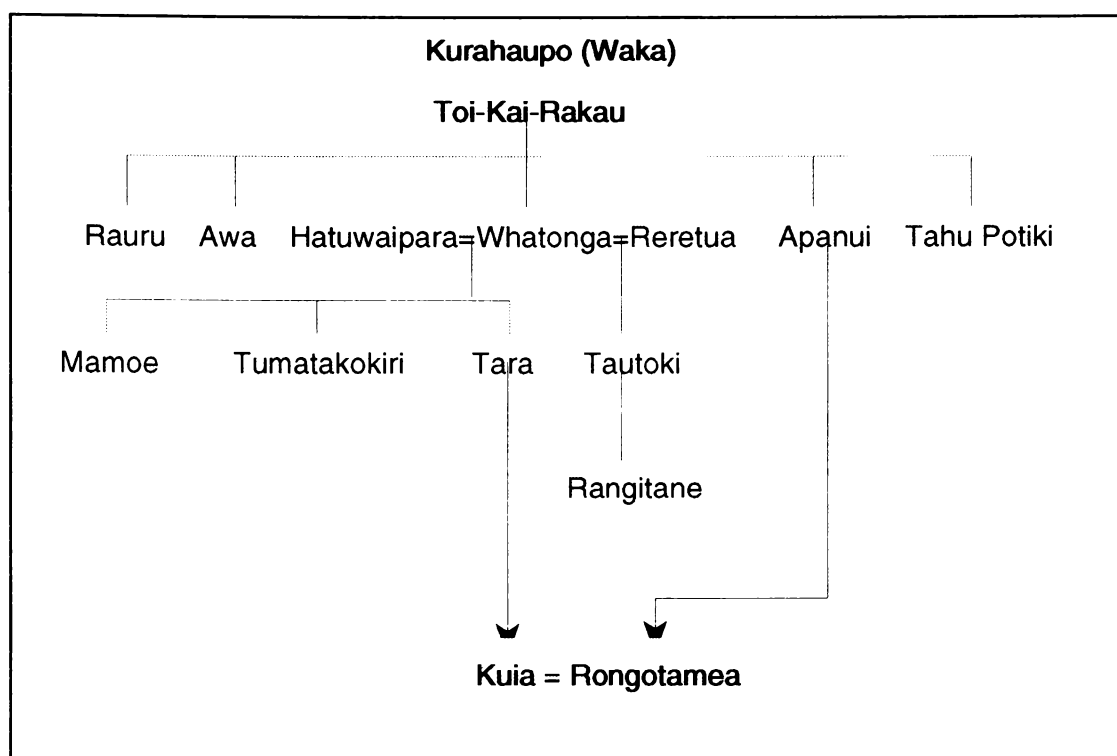 Kurahaupo (Waka)
Toi-Kai-Rakau
Rauru Awa Hatuwaipara=Whatonga=Reretua Apanui Tahu Potiki
Mamoe Tumatakokiri Tara Tautoki
Rangitane
Kuia = Rongotamea